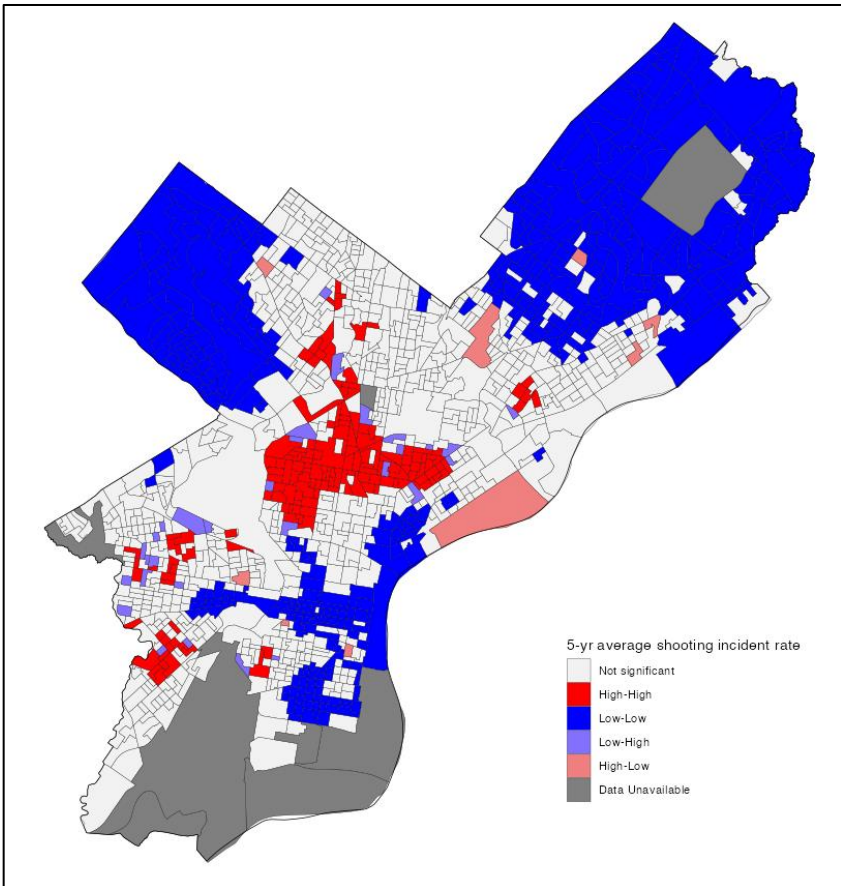 5-yr average shooting incident rate
Not significant
High-High
Low-Low
Low-High
High-Low
Data Unavailable